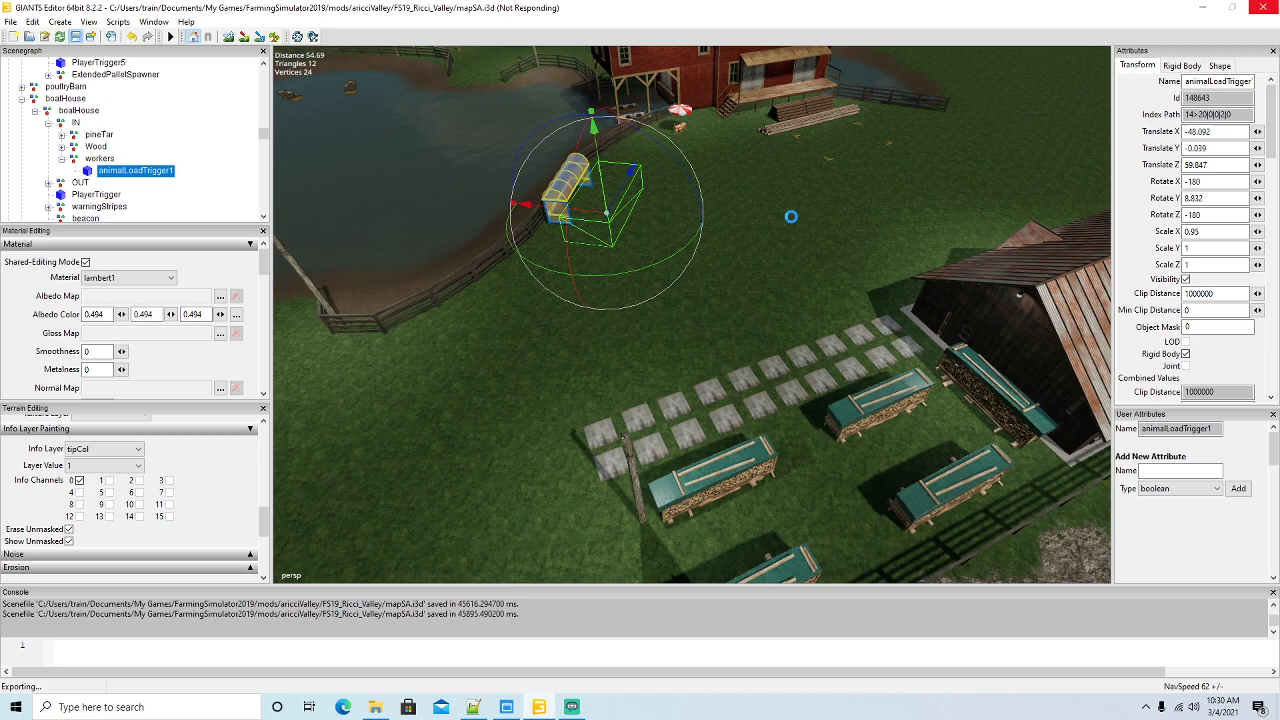 GIANTS Editor 64bit 8.2.2 - [C:/Users/train/Documents/My Games/FarmingSimulator2019/mods/aricciValley/FS19_Ricci_Valley/mapSA.i3d] (Not Responding)
File Edit Create View Scripts Window Help
Scenegraph
PlayerTrigger5
ExtendedPalletSpawner
poultryBarn
boatHouse
boatHouse
IN
pineTar
Wood
workers
animalLoadTrigger1
OUT
PlayerTrigger
warningStripes
beacon
Material Editing
Material
Shared-Editing Mode
Material lambert1
Albedo Map ...
Albedo Color 0.494 0.494 0.494 ...
Gloss Map ...
Smoothness 0
Metalness 0
Normal Map ...
Terrain Editing
Info Layer Painting
Info Layer tipCol
Layer Value 1
Info Channels 0 1 2 3
4 5 6 7
8 9 10 11
12 13 14 15
Erase Unmasked
Show Unmasked
Noise
Erosion
Distance 54.69
Triangles 12
Vertices 24
persp
Attributes
Transform Rigid Body Shape
Name animalLoadTrigger
Id 148643
Index Path 14>20|0|0|2|0
Translate X -48.092
Translate Y -0.039
Translate Z 59.847
Rotate X -180
Rotate Y 8.832
Rotate Z -180
Scale X 0.95
Scale Y 1
Scale Z 1
Visibility
Clip Distance 1000000
Min Clip Distance 0
Object Mask 0
LOD
Rigid Body
Joint
Combined Values
Clip Distance 1000000
User Attributes
Name animalLoadTrigger1
Add New Attribute
Name
Type boolean Add
Console
Scenefile 'C:/Users/train/Documents/My Games/FarmingSimulator2019/mods/aricciValley/FS19_Ricci_Valley/mapSA.i3d' saved in 45616.294700 ms.
Scenefile 'C:/Users/train/Documents/My Games/FarmingSimulator2019/mods/aricciValley/FS19_Ricci_Valley/mapSA.i3d' saved in 45895.490200 ms.
1
Exporting...
NavSpeed 62 +/-
Type here to search
10:30 AM
3/4/2021